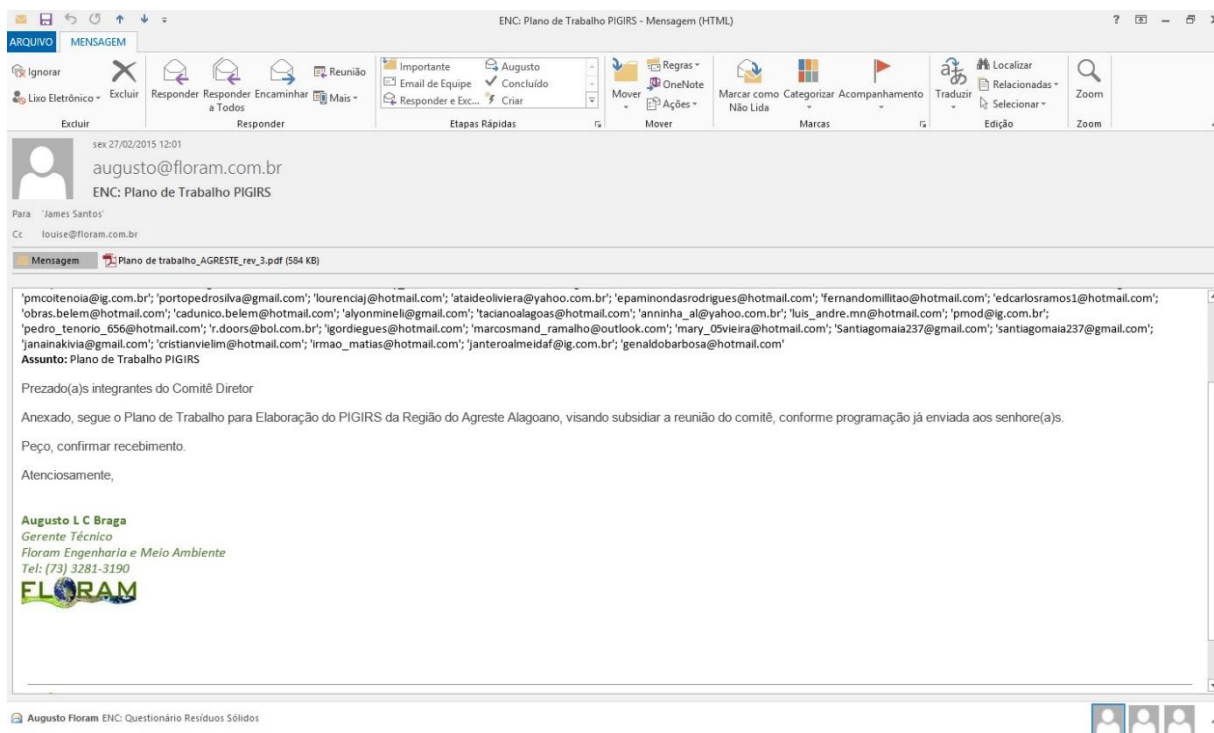 ENC: Plano de Trabalho PIGIRS - Mensagem (HTML)
ARQUIVO MENSAGEM
Ignorar
Lixo Eletrônico
Excluir
Responder Responder a Todos Encaminhar
Reunião
Mais
Importante
Email de Equipe
Responder e Exc...
Augusto
Concluído
Criar
Mover
Regras
OneNote
Ações
Marcar como Não Lida
Categorizar
Acompanhamento
Traduzir
Localizar
Relacionadas
Selecionar
Zoom
Excluir Responder Etapas Rápidas Mover Marcas Edição Zoom
sex 27/02/2015 12:01
augusto@floram.com.br
ENC: Plano de Trabalho PIGIRS
Para 'James Santos'
Cc louise@floram.com.br
Mensagem Plano de trabalho_AGRESTE_rev_3.pdf (584 KB)
'pmcoitenoia@ig.com.br'; 'portopedrosilva@gmail.com'; 'lourenciaj@hotmail.com'; 'ataideoliviera@yahoo.com.br'; 'epaminondasrodrigues@hotmail.com'; 'fernandomillitao@hotmail.com'; 'edcarlosramos1@hotmail.com';
'obras.belem@hotmail.com'; 'cadunico.belem@hotmail.com'; 'alyonmineli@gmail.com'; 'tacianoalagoas@hotmail.com'; 'anninha_al@yahoo.com.br'; 'luis_andre.mn@hotmail.com'; 'pmod@ig.com.br';
'pedro_tenorio_656@hotmail.com'; 'r.doors@bol.com.br'; 'igordiegues@hotmail.com'; 'marcosmand_ramalho@outlook.com'; 'mary_05vieira@hotmail.com'; 'Santiagomaia237@gmail.com'; 'santiagomaia237@gmail.com';
'janainakivia@gmail.com'; 'cristianvielim@hotmail.com'; 'irmao_matias@hotmail.com'; 'janteroalmeidaf@ig.com.br'; 'genaldobarbosa@hotmail.com'
Assunto: Plano de Trabalho PIGIRS
Prezado(a)s integrantes do Comitê Diretor
Anexado, segue o Plano de Trabalho para Elaboração do PIGIRS da Região do Agreste Alagoano, visando subsidiar a reunião do comitê, conforme programação já enviada aos senhore(a)s.
Peço, confirmar recebimento.
Atenciosamente,
Augusto L C Braga
Gerente Técnico
Floram Engenharia e Meio Ambiente
Tel: (73) 3281-3190
FLORAM
Augusto Floram ENC: Questionário Resíduos Sólidos